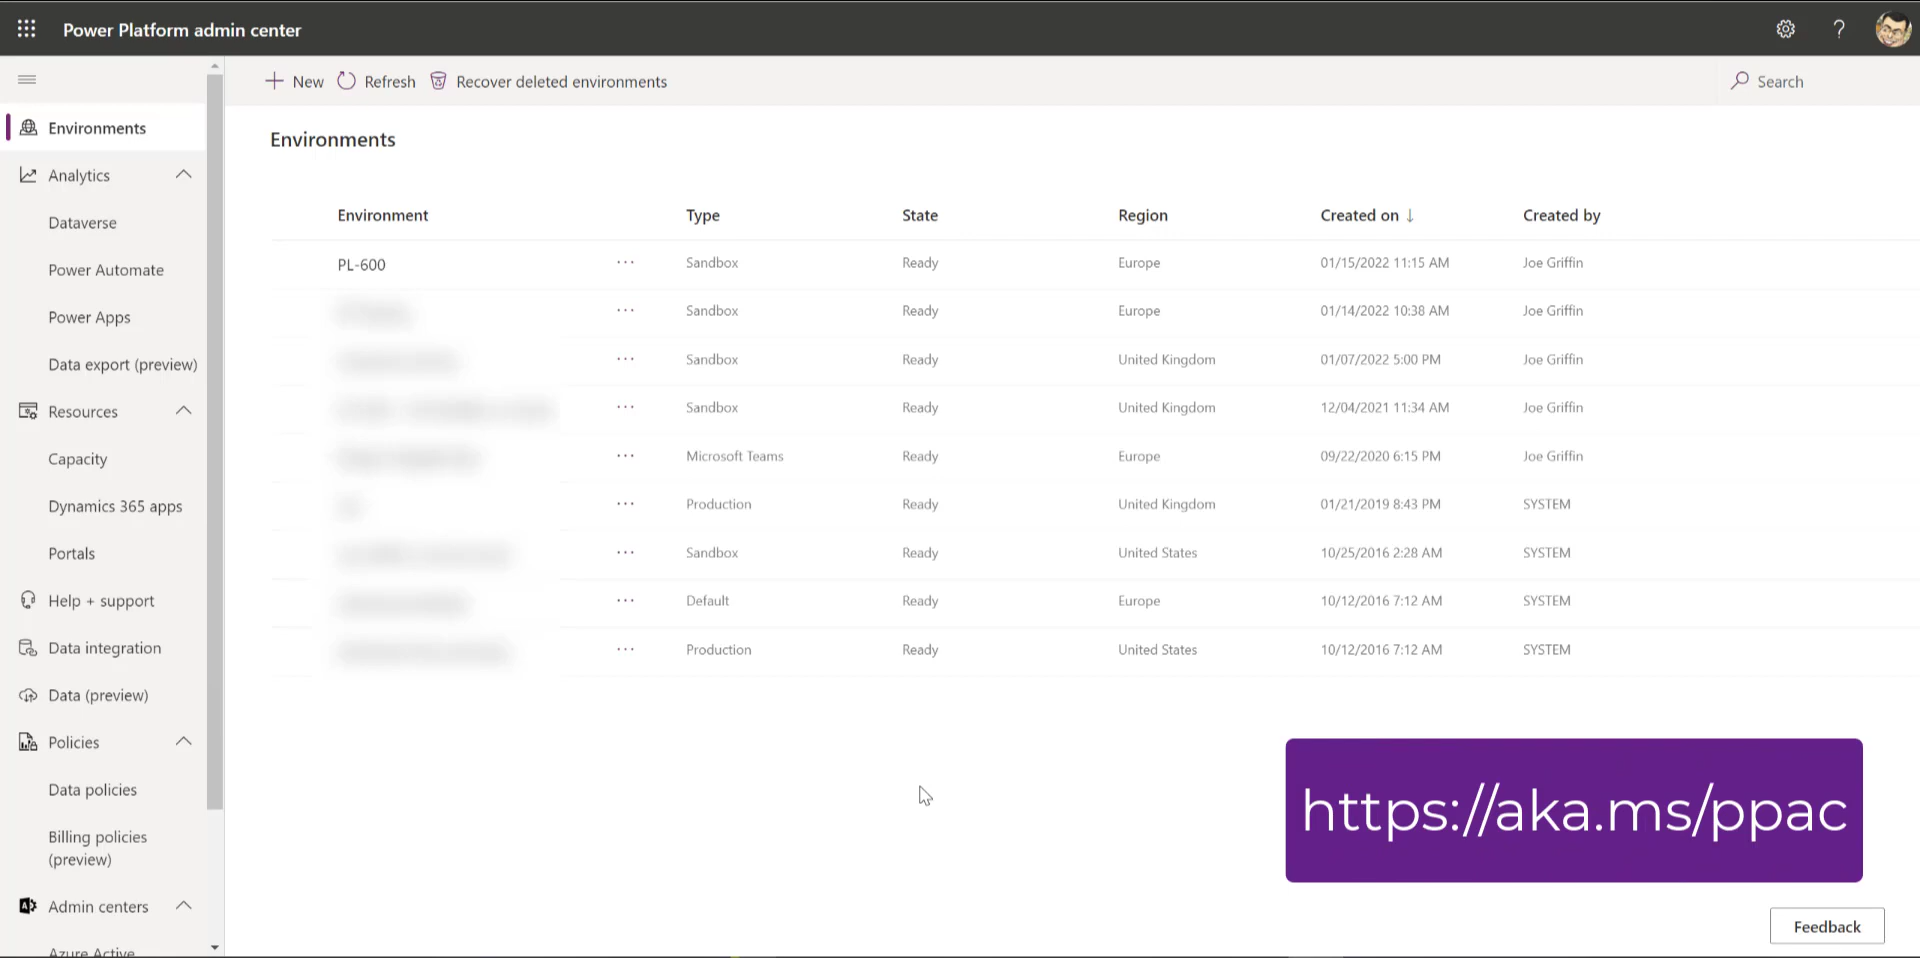 Power Platform admin center
?
New
Refresh
Recover deleted environments
Search
Environments
Analytics
Dataverse
Power Automate
Power Apps
Data export (preview)
Resources
Capacity
Dynamics 365 apps
Portals
Help + support
Data integration
Data (preview)
Policies
Data policies
Billing policies
(preview)
Admin centers
Azure Active
Environments
Environment Type State Region Created on ↓ Created by
PL-600 ··· Sandbox Ready Europe 01/15/2022 11:15 AM Joe Griffin
··· Sandbox Ready Europe 01/14/2022 10:38 AM Joe Griffin
··· Sandbox Ready United Kingdom 01/07/2022 5:00 PM Joe Griffin
··· Sandbox Ready United Kingdom 12/04/2021 11:34 AM Joe Griffin
··· Microsoft Teams Ready Europe 09/22/2020 6:15 PM Joe Griffin
··· Production Ready United Kingdom 01/21/2019 8:43 PM SYSTEM
··· Sandbox Ready United States 10/25/2016 2:28 AM SYSTEM
··· Default Ready Europe 10/12/2016 7:12 AM SYSTEM
··· Production Ready United States 10/12/2016 7:12 AM SYSTEM
https://aka.ms/ppac
Feedback